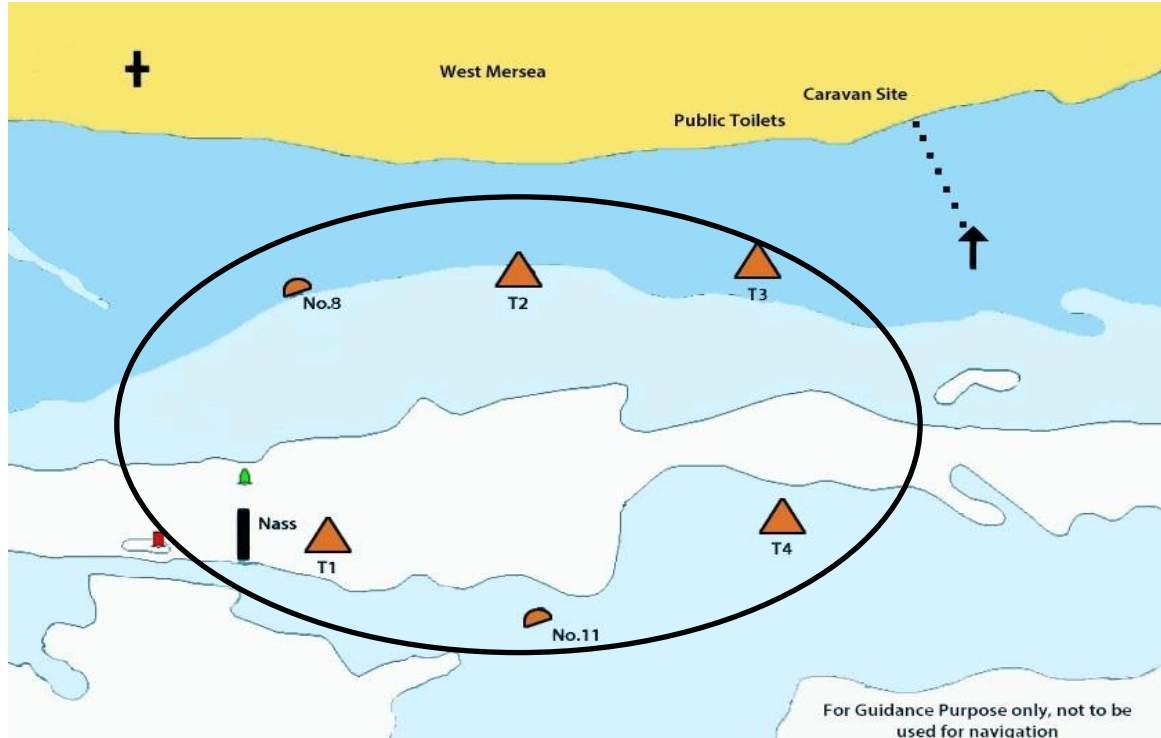 West Mersea
Caravan Site
Public Toilets
No.8
T2
T3
Nass
T1
T4
No.11
For Guidance Purpose only, not to be
used for navigation